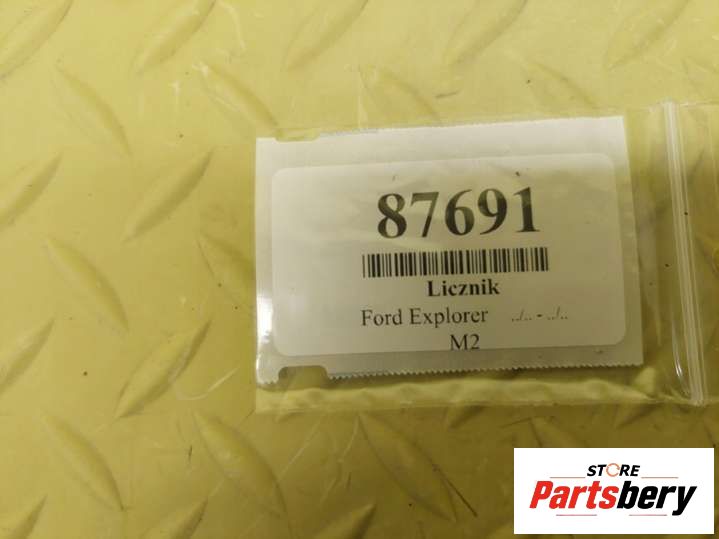 87691
Licznik
Ford Explorer ../.. - ../..
M2
STORE
Partsbery